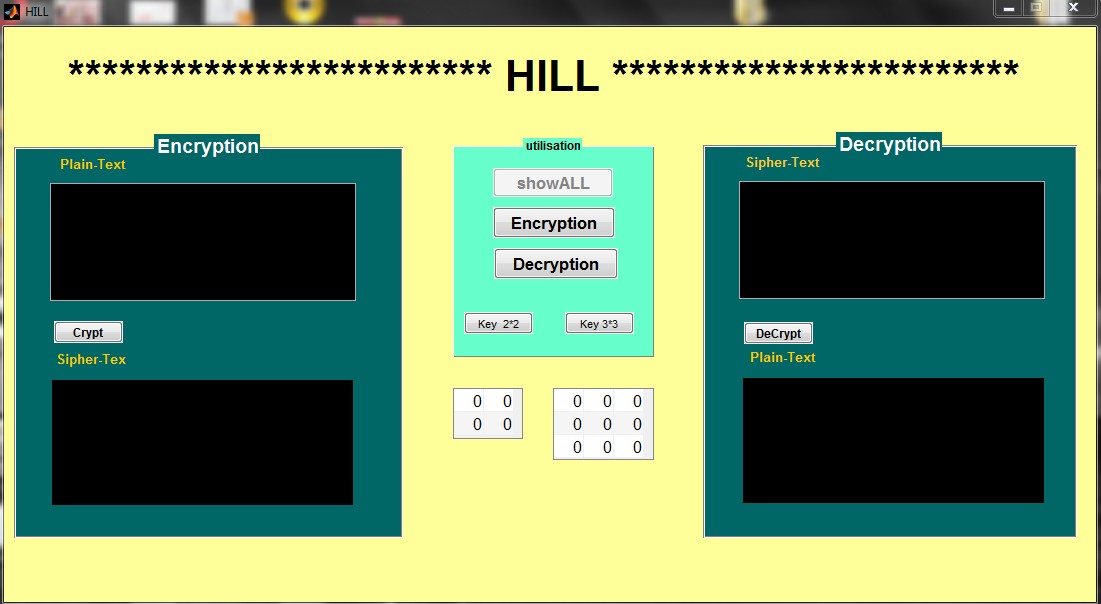 HILL
************************* HILL ************************
Encryption
Plain-Text
Crypt
Sipher-Tex
utilisation
showALL
Encryption
Decryption
Key 2*2 Key 3*3
0 0
0 0
0 0 0
0 0 0
0 0 0
Decryption
Sipher-Text
DeCrypt
Plain-Text